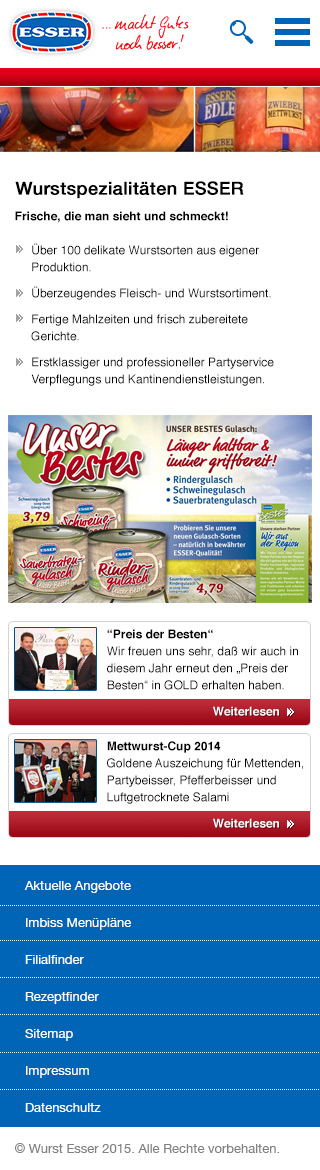 ESSER
... macht Gutes
noch besser!
ESSERS
EDLE
ZWIEBEL
METTWURST
Wurstspezialitäten ESSER
Frische, die man sieht und schmeckt!
Über 100 delikate Wurstsorten aus eigener
Produktion.
Überzeugendes Fleisch- und Wurstsortiment.
Fertige Mahlzeiten und frisch zubereitete
Gerichte.
Erstklassiger und professioneller Partyservice
Verpflegungs und Kantinendienstleistungen.
Unser
Bestes
UNSER BESTES Gulasch:
Länger haltbar &
immer griffbereit!
• Rindergulasch
• Schweinegulasch
• Sauerbratengulasch
Schweinegulasch
3,79
ESSER
Schweine-
gulasch
ESSER
Sauerbraten-
gulasch
ESSER
Rinder-
gulasch
Probieren Sie unsere
neuen Gulasch-Sorten
– natürlich in bewährter
ESSER-Qualität!
Sauerbraten- und
Rindergulasch
4,79
bestes
Unsere starken Partner
Wir aus
der Region
“Preis der Besten“
Wir freuen uns sehr, daß wir auch in
diesem Jahr erneut den „Preis der
Besten“ in GOLD erhalten haben.
Weiterlesen
Mettwurst-Cup 2014
Goldene Auszeichung für Mettenden,
Partybeisser, Pfefferbeisser und
Luftgetrocknete Salami
Weiterlesen
Aktuelle Angebote
Imbiss Menüpläne
Filialfinder
Rezeptfinder
Sitemap
Impressum
Datenschultz
© Wurst Esser 2015. Alle Rechte vorbehalten.